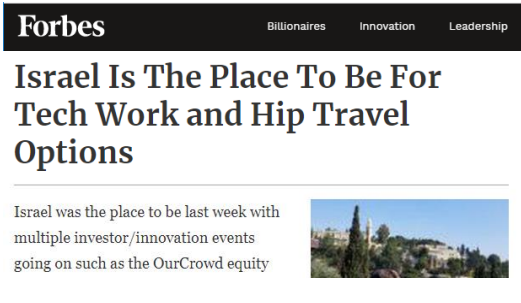 Forbes
Billionaires Innovation Leadership
Israel Is The Place To Be For
Tech Work and Hip Travel
Options
Israel was the place to be last week with
multiple investor/innovation events
going on such as the OurCrowd equity